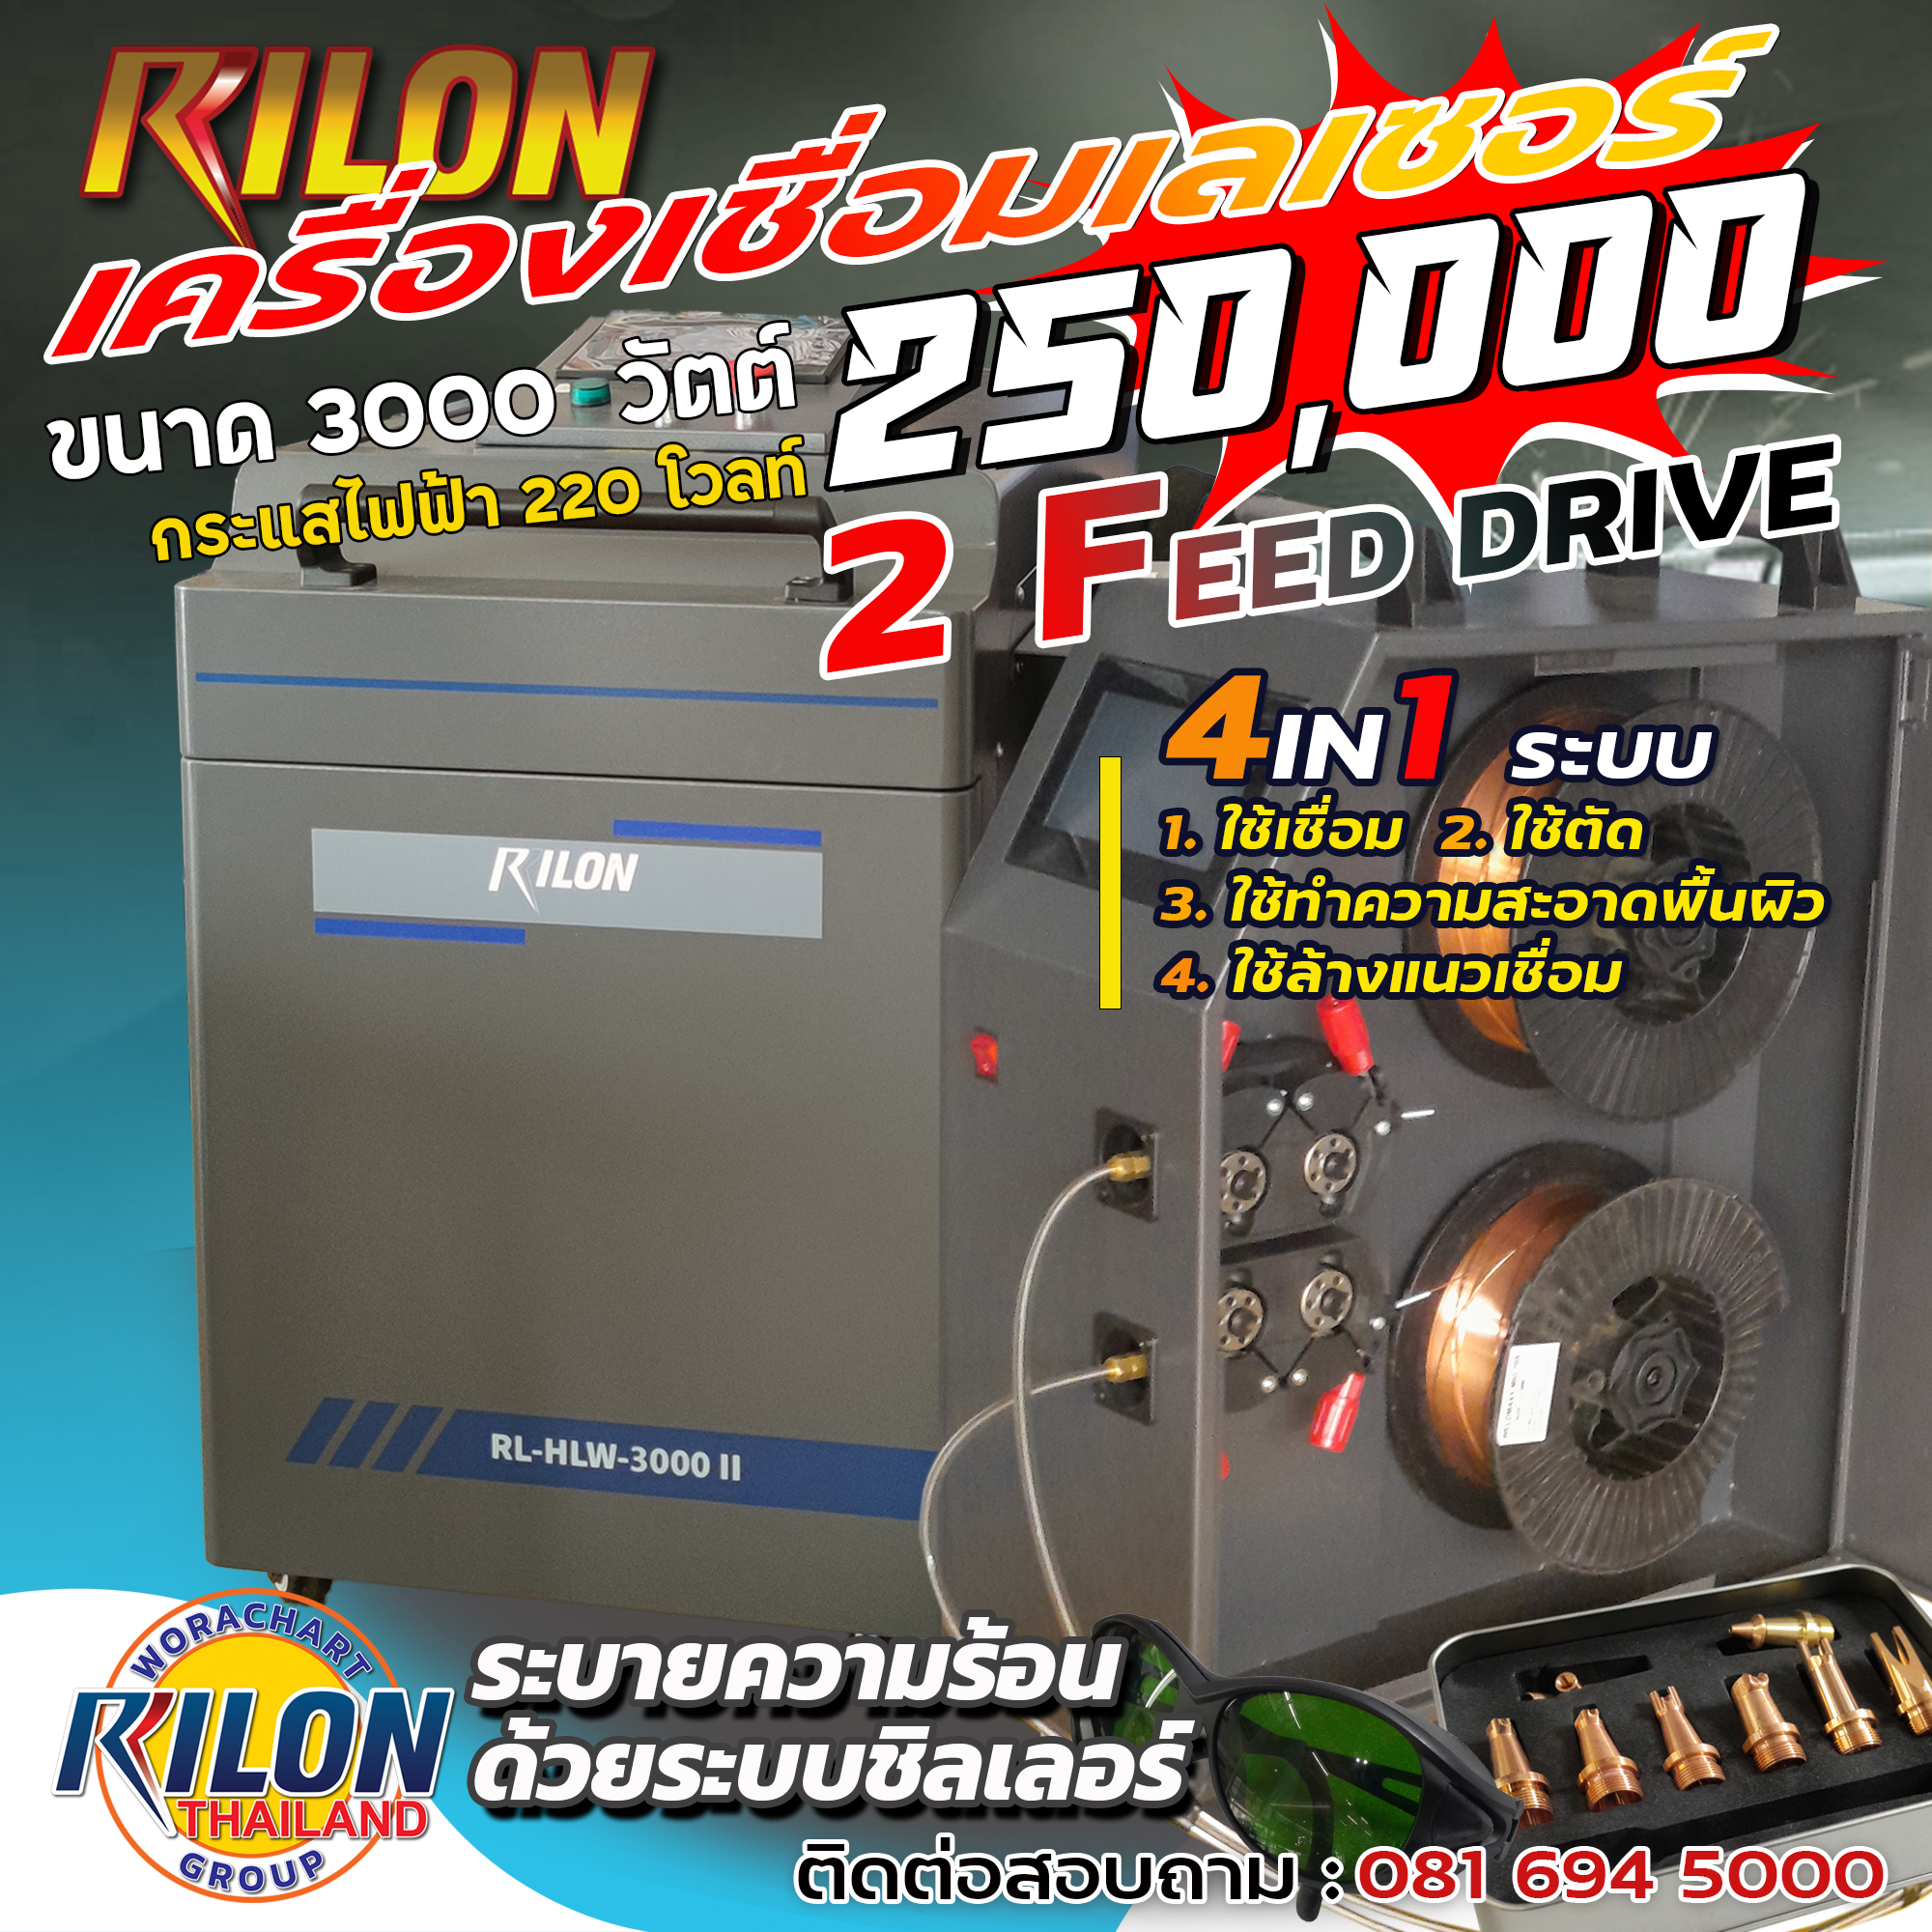 RILON
เครื่องเชื่อมเลเซอร์
250,000
ขนาด 3000 วัตต์
กระแสไฟฟ้า 220 โวลท์
2 FEED DRIVE
4IN1 ระบบ
1. ใช้เชื่อม 2. ใช้ตัด
3. ใช้ทำความสะอาดพื้นผิว
4. ใช้ล้างแนวเชื่อม
RILON
RL-HLW-3000 II
WORACHART
RILON
THAILAND
GROUP
ระบายความร้อน
ด้วยระบบชิลเลอร์
ติดต่อสอบถาม : 081 694 5000